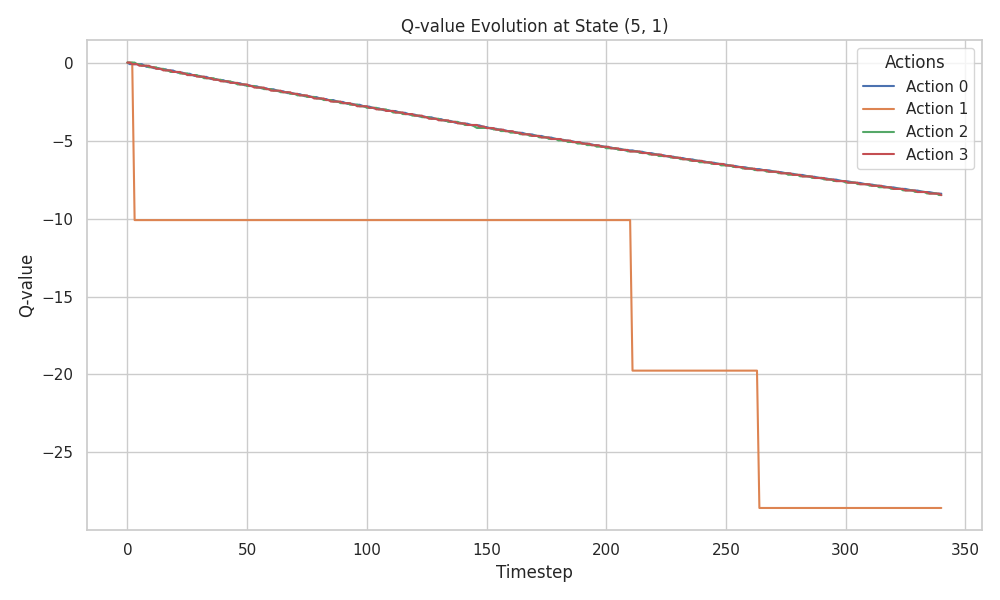 Q-value Evolution at State (5, 1)
Actions
Action 0
Action 1
Action 2
Action 3
0
−5
−10
−15
−20
−25
Q-value
0 50 100 150 200 250 300 350
Timestep